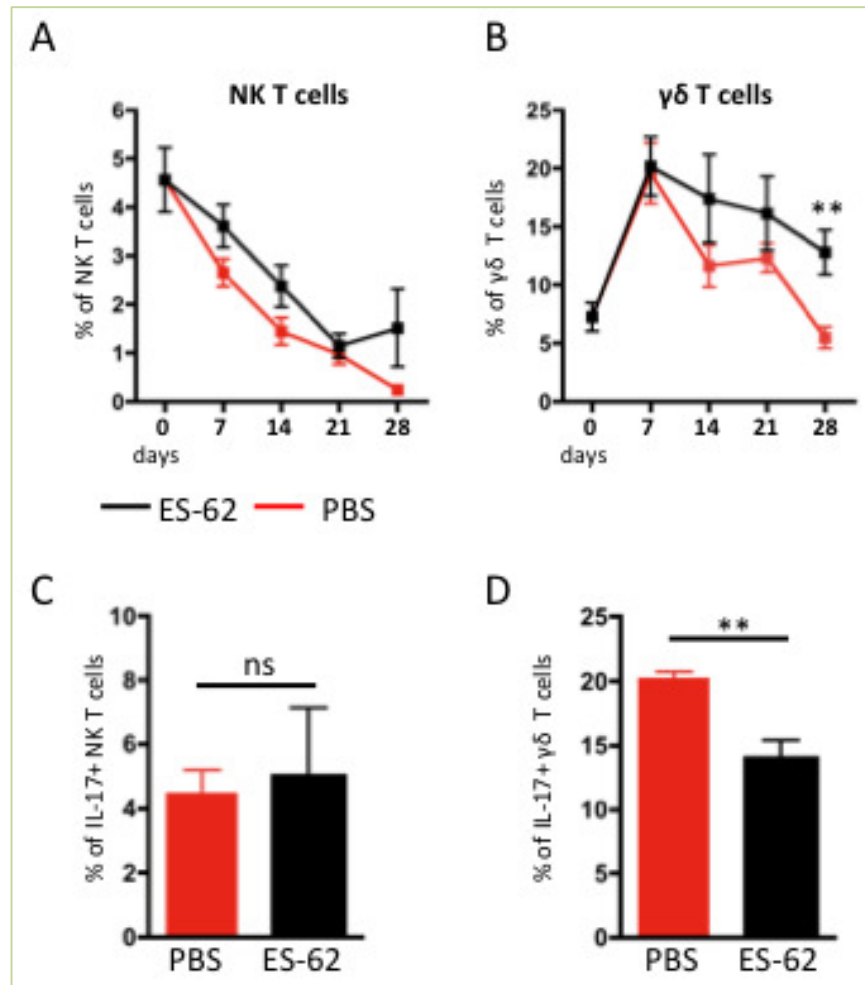 A
NK T cells
% of NK T cells
6
5
4
3
2
1
0
0 7 14 21 28
days
B
γδ T cells
% of γδ T cells
25
20
15
10
5
0
**
0 7 14 21 28
days
ES-62 PBS
C
% of IL-17+ NK T cells
10
8
6
4
2
0
ns
PBS ES-62
D
% of IL-17+ γδ T cells
25
20
15
10
5
0
**
PBS ES-62